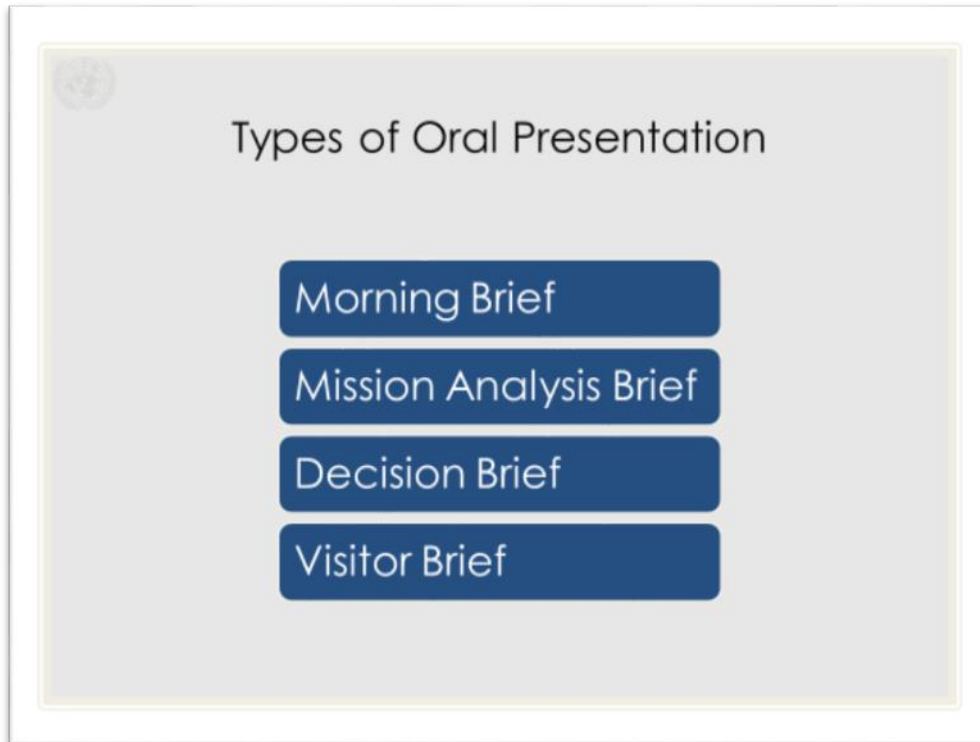 Types of Oral Presentation
Morning Brief
Mission Analysis Brief
Decision Brief
Visitor Brief